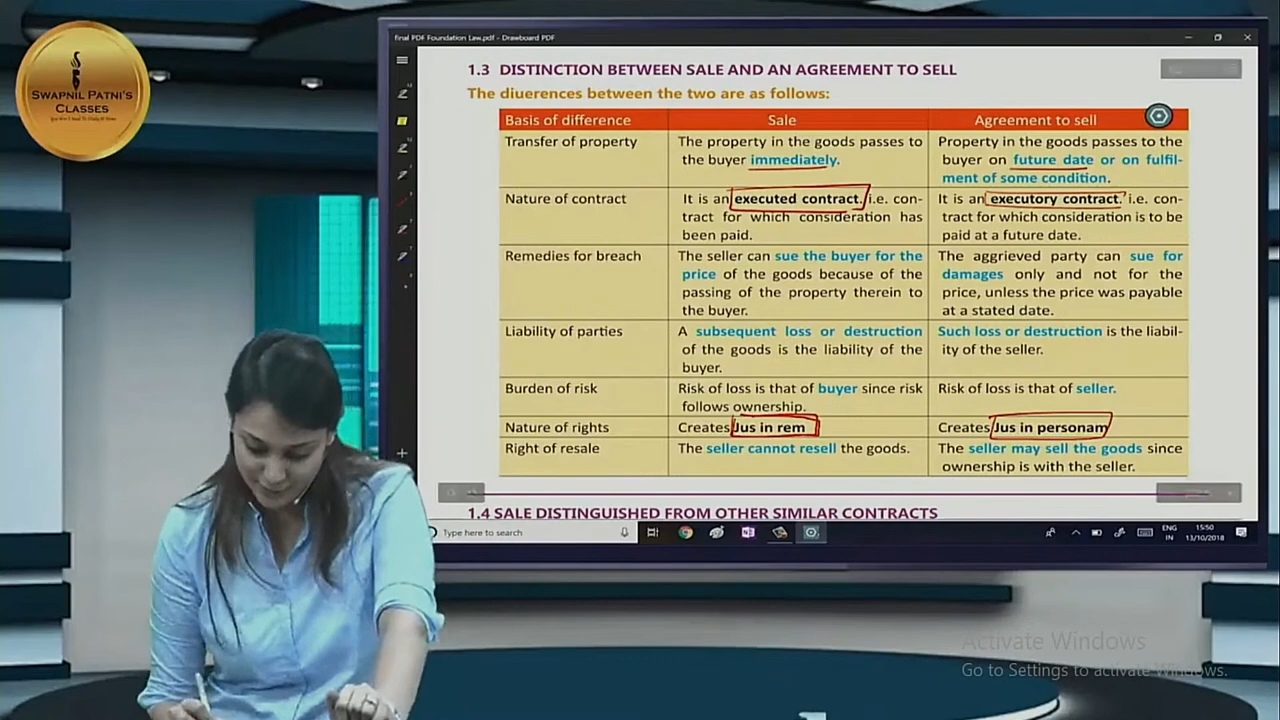 SWAPNIL PATNI'S
CLASSES
final PDF Foundation Law.pdf - Drawboard PDF
1.3 DISTINCTION BETWEEN SALE AND AN AGREEMENT TO SELL
The diuerences between the two are as follows:
Basis of difference Sale Agreement to sell
Transfer of property The property in the goods passes to Property in the goods passes to the
the buyer immediately. buyer on future date or on fulfil-
ment of some condition.
Nature of contract It is an executed contract, i.e. con- It is an executory contract, i.e. con-
tract for which consideration has tract for which consideration is to be
been paid. paid at a future date.
Remedies for breach The seller can sue the buyer for the The aggrieved party can sue for
price of the goods because of the damages only and not for the
passing of the property therein to price, unless the price was payable
the buyer. at a stated date.
Liability of parties A subsequent loss or destruction Such loss or destruction is the liabil-
of the goods is the liability of the ity of the seller.
buyer.
Burden of risk Risk of loss is that of buyer since risk Risk of loss is that of seller.
follows ownership.
Nature of rights Creates Jus in rem Creates Jus in personam
Right of resale The seller cannot resell the goods. The seller may sell the goods since
ownership is with the seller.
1.4 SALE DISTINGUISHED FROM OTHER SIMILAR CONTRACTS
Type here to search
ENG 15:50
IN 13/10/2018
Activate Windows
Go to Settings to activate Windows.